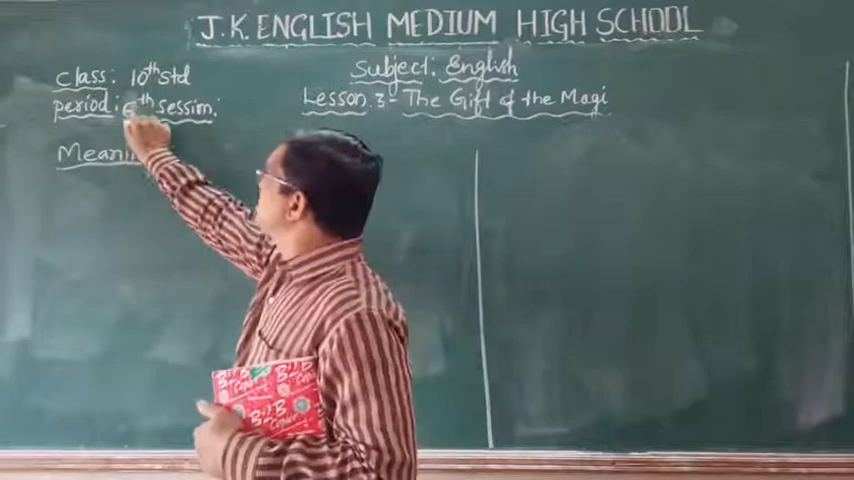 J.K ENGLISH MEDIUM HIGH SCHOOL
Class: 10th Std
Subject: English
Period: 6th Session.
Lesson.3- The Gift of the Magi